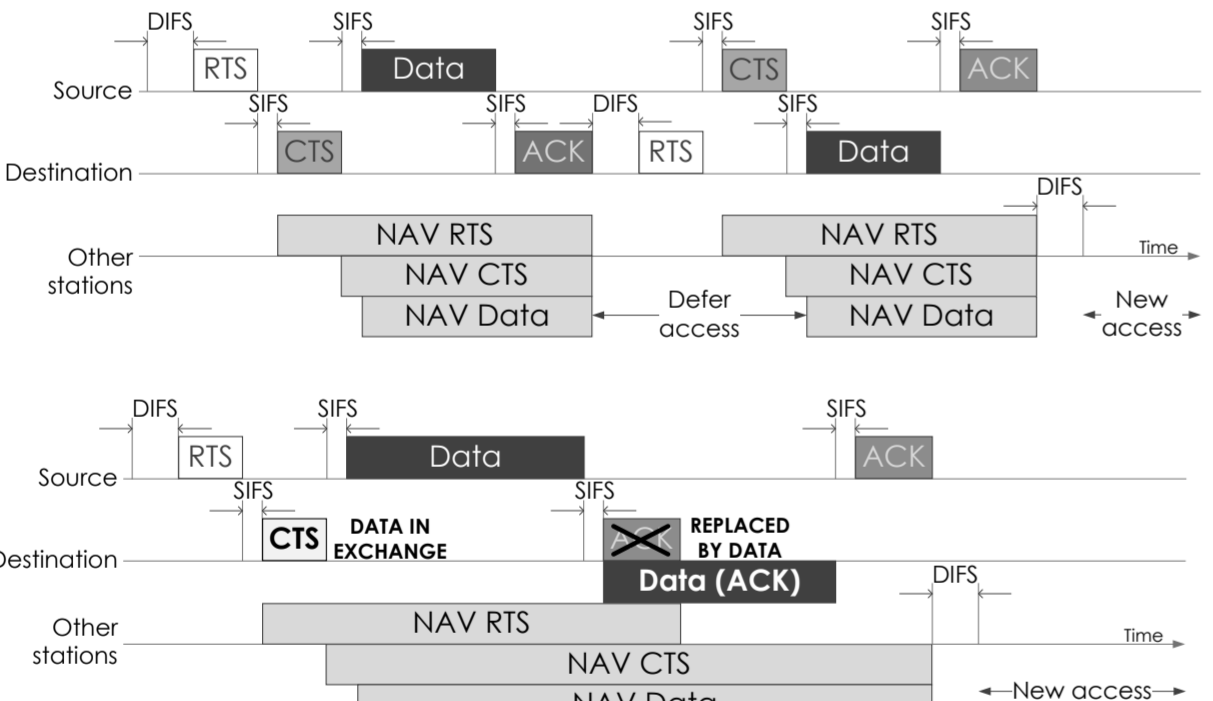 DIFS SIFS SIFS SIFS
RTS Data CTS ACK
Source
SIFS SIFS DIFS SIFS
CTS ACK RTS Data
Destination
DIFS
NAV RTS NAV RTS
Time
Other
stations
NAV CTS NAV CTS
NAV Data NAV Data
Defer
access
New
access
DIFS SIFS SIFS
RTS Data ACK
Source
SIFS SIFS
CTS
DATA IN
EXCHANGE
ACK
REPLACED
BY DATA
Destination
Data (ACK)
DIFS
NAV RTS
Other
stations
Time
NAV CTS
NAV Data
New access